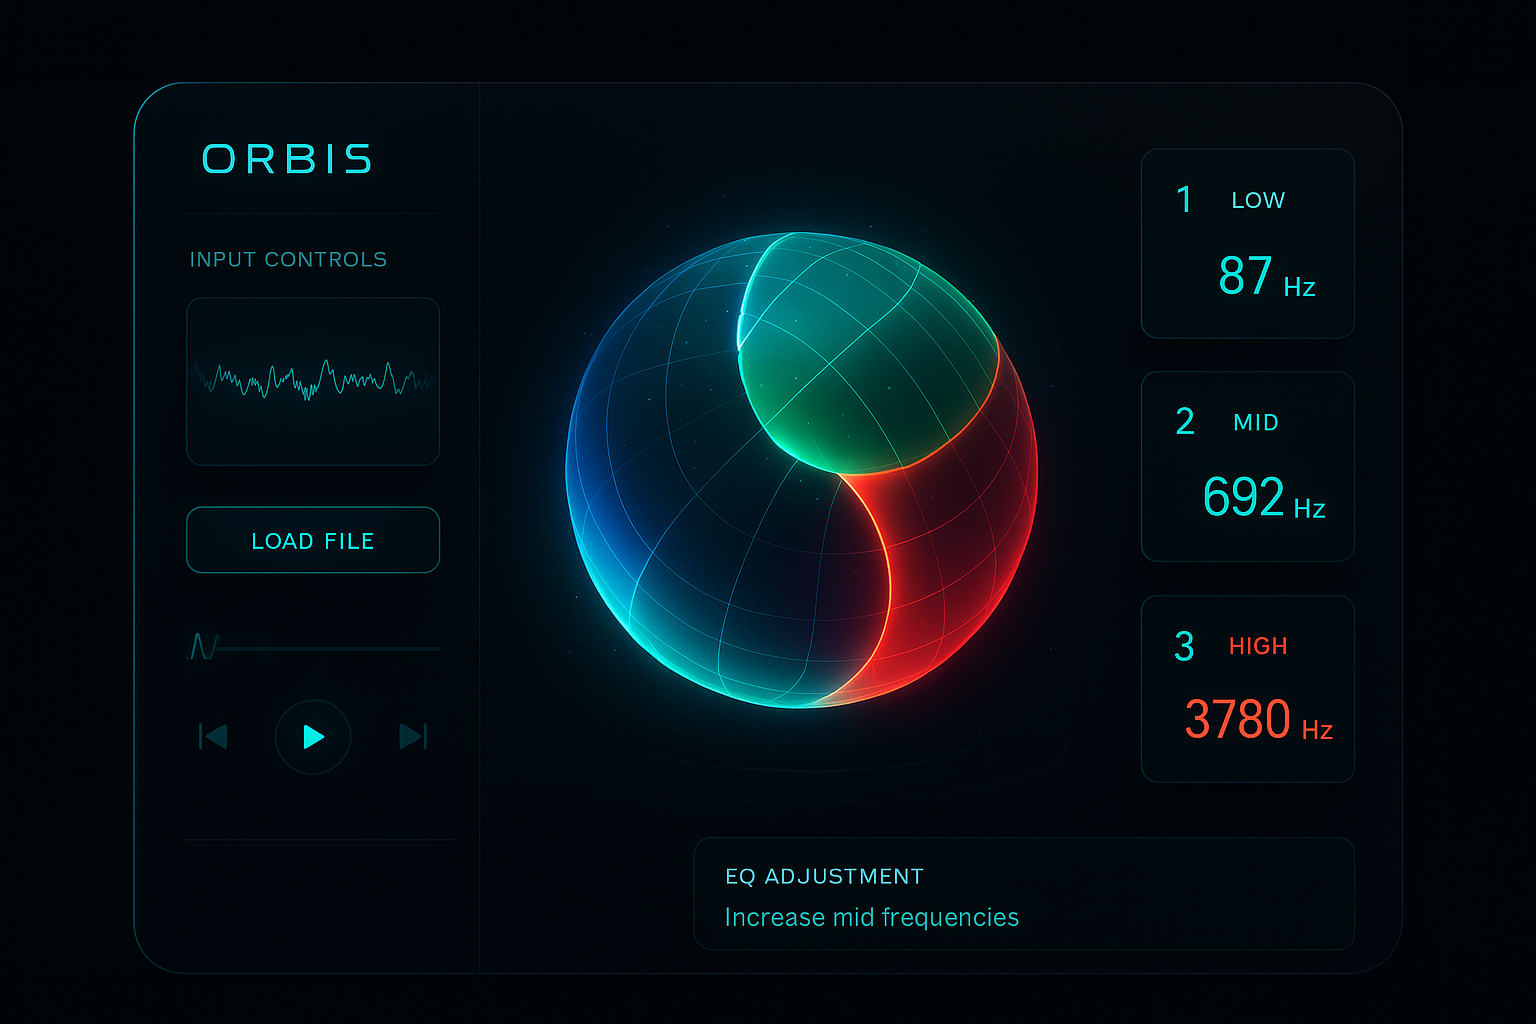 ORBIS
INPUT CONTROLS
LOAD FILE
1 LOW
87 Hz
2 MID
692 Hz
3 HIGH
3780 Hz
EQ ADJUSTMENT
Increase mid frequencies